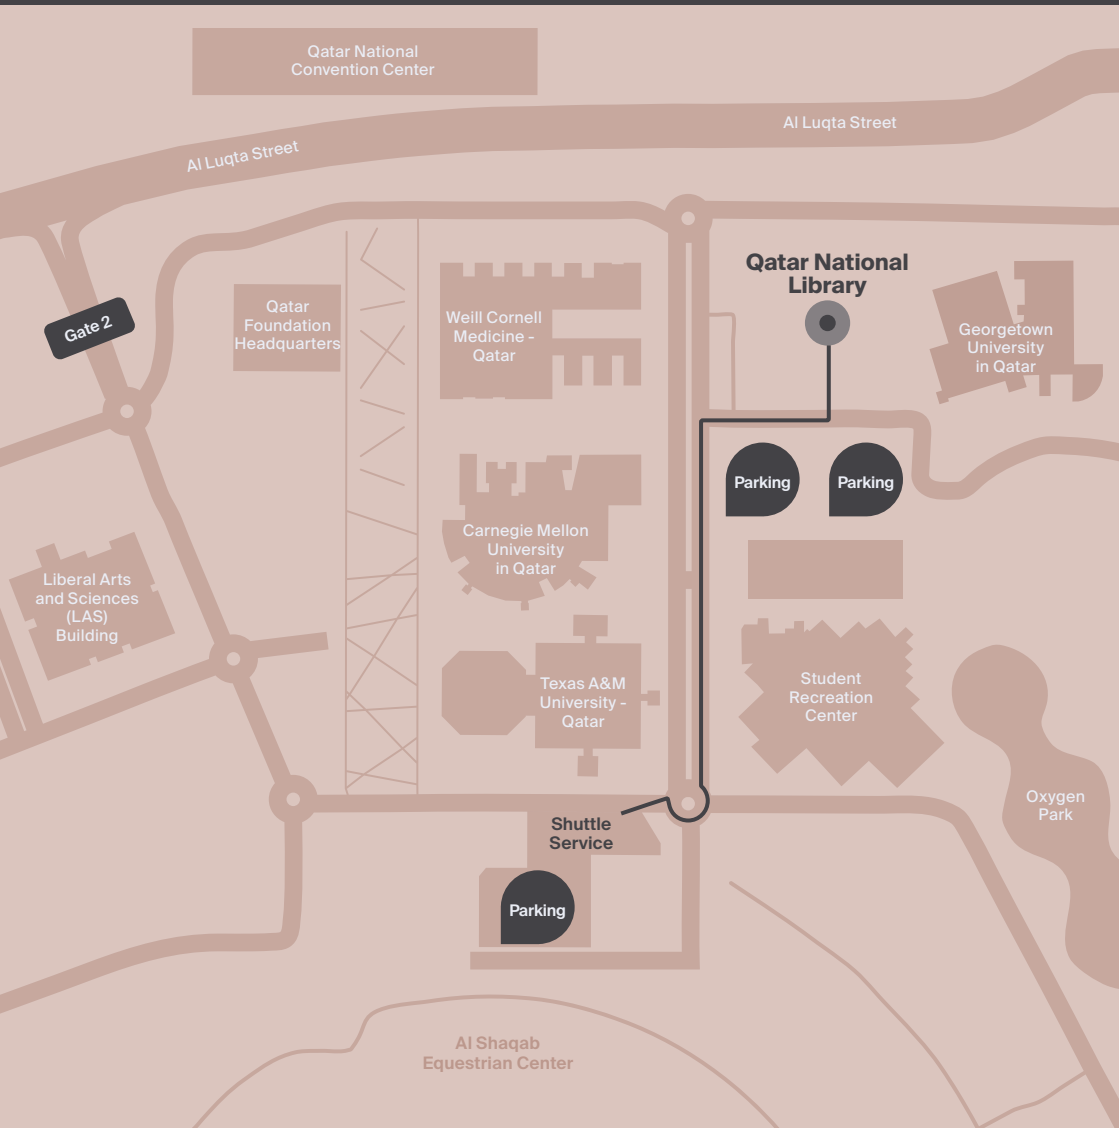 Qatar National
Convention Center
Al Luqta Street
Al Luqta Street
Qatar National
Library
Gate 2
Qatar
Foundation
Headquarters
Weill Cornell
Medicine -
Qatar
Georgetown
University
in Qatar
Parking
Parking
Carnegie Mellon
University
in Qatar
Liberal Arts
and Sciences
(LAS)
Building
Texas A&M
University -
Qatar
Student
Recreation
Center
Oxygen
Park
Shuttle
Service
Parking
Al Shaqab
Equestrian Center